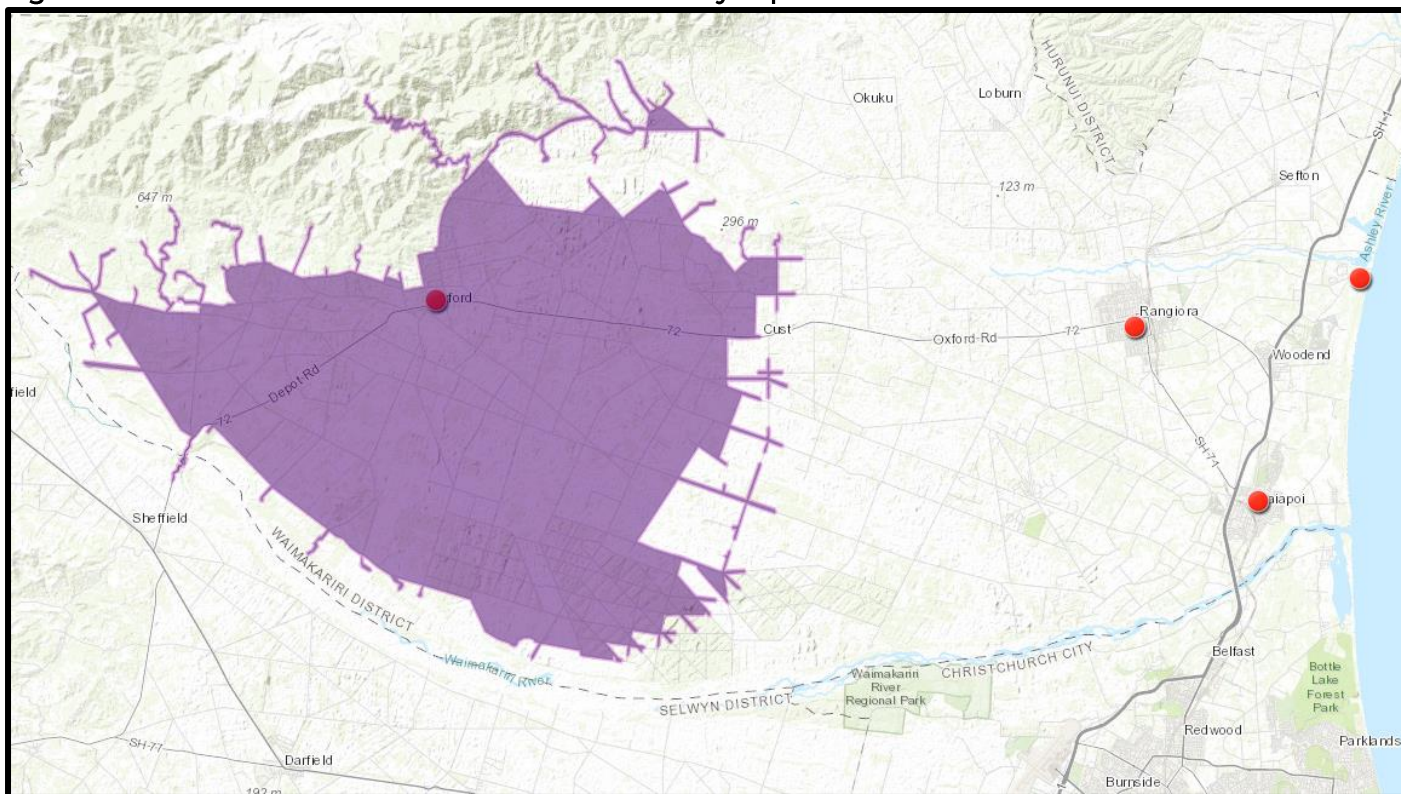 HURUNUI DISTRICT
Okuku
Loburn
SH-1
647 m
123 m
Sefton
296 m
Ashley River
ford
72
Cust
Oxford Rd
72
Rangiora
Woodend
Depot Rd
field
72
SH-71
aiapoi
Sheffield
WAIMAKARIRI DISTRICT
Waimakariri River
SELWYN DISTRICT
Waimakariri
River
Regional Park
CHRISTCHURCH CITY
Belfast
Bottle
Lake
Forest
Park
Redwood
Parklands
SH-77
Darfield
192 m
Burnside